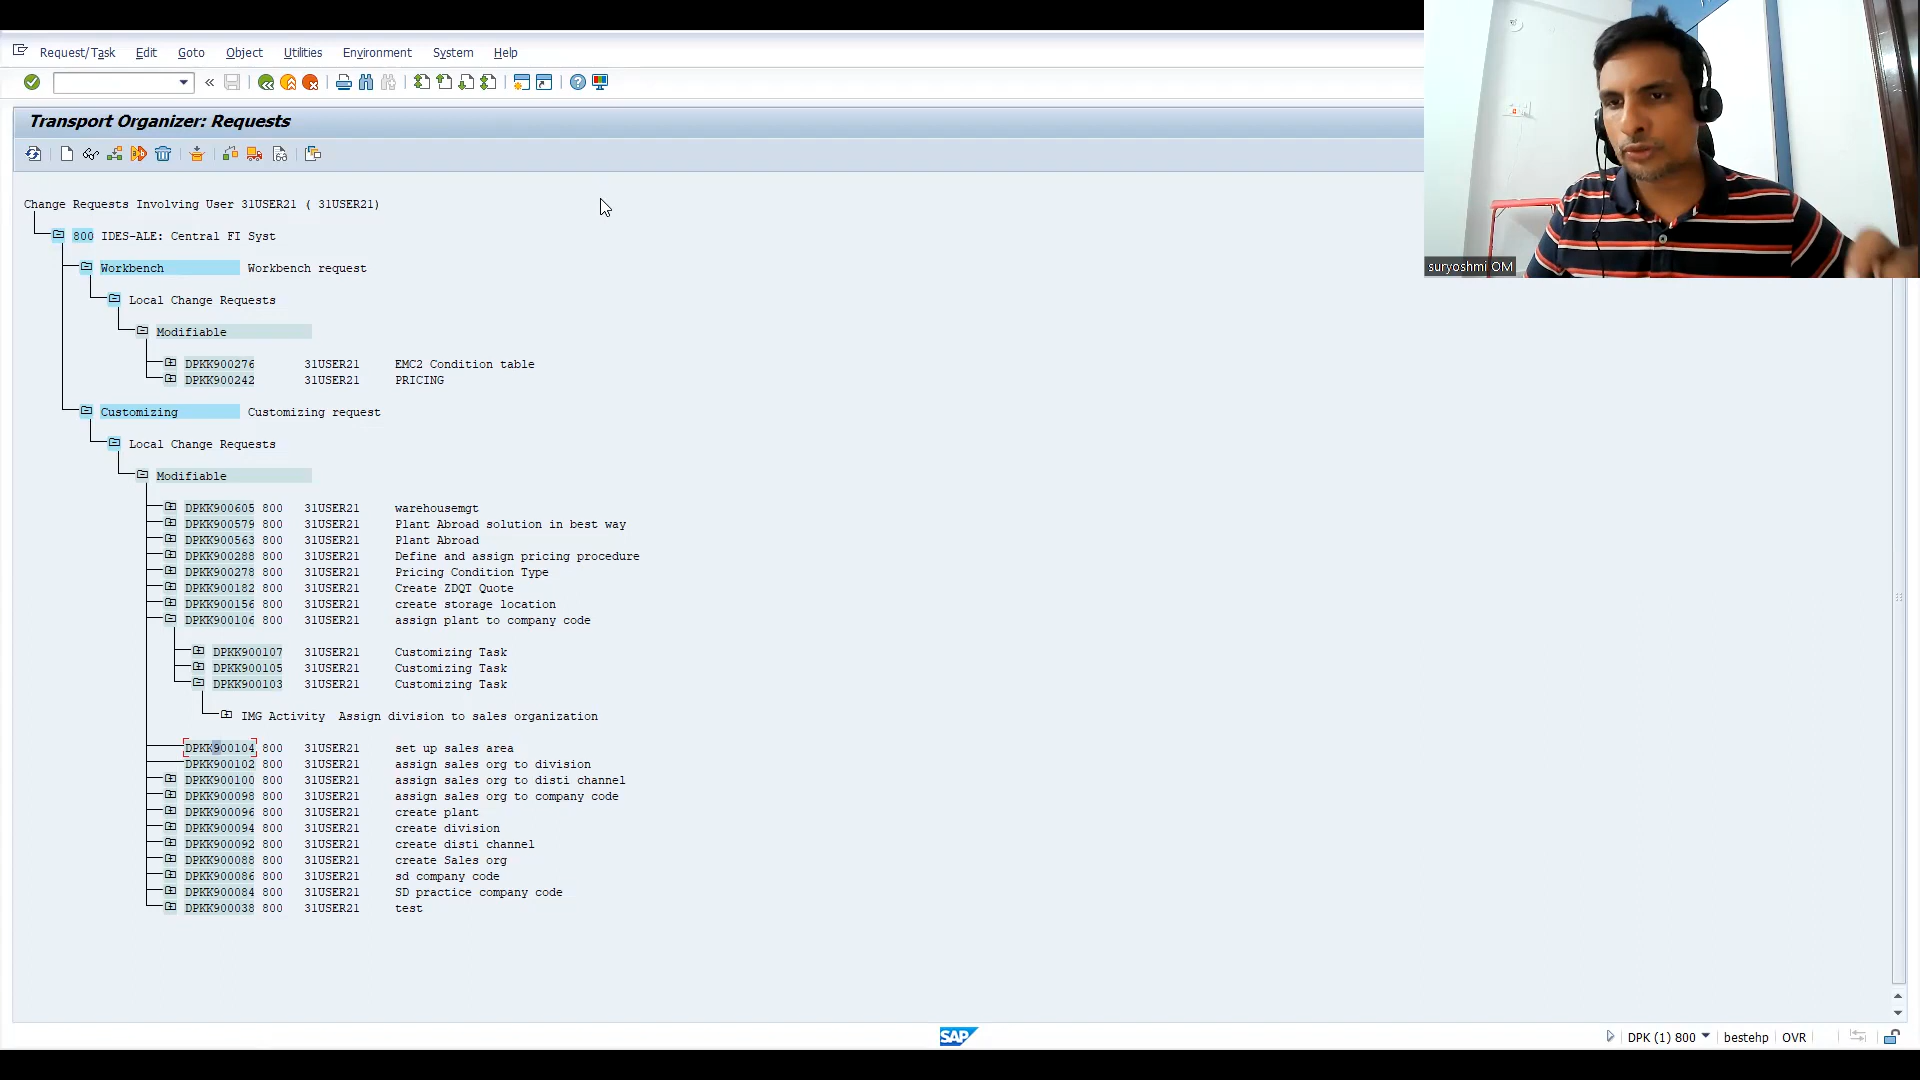 Request/Task Edit Goto Object Utilities Environment System Help
Transport Organizer: Requests
Change Requests Involving User 31USER21 ( 31USER21)
800 IDES-ALE: Central FI Syst
Workbench Workbench request
Local Change Requests
Modifiable
DPKK900276 31USER21 EMC2 Condition table
DPKK900242 31USER21 PRICING
Customizing Customizing request
Local Change Requests
Modifiable
DPKK900605 800 31USER21 warehousemgt
DPKK900579 800 31USER21 Plant Abroad solution in best way
DPKK900563 800 31USER21 Plant Abroad
DPKK900288 800 31USER21 Define and assign pricing procedure
DPKK900278 800 31USER21 Pricing Condition Type
DPKK900182 800 31USER21 Create ZDQT Quote
DPKK900156 800 31USER21 create storage location
DPKK900106 800 31USER21 assign plant to company code
DPKK900107 31USER21 Customizing Task
DPKK900105 31USER21 Customizing Task
DPKK900103 31USER21 Customizing Task
IMG Activity Assign division to sales organization
DPKK900104 800 31USER21 set up sales area
DPKK900102 800 31USER21 assign sales org to division
DPKK900100 800 31USER21 assign sales org to disti channel
DPKK900098 800 31USER21 assign sales org to company code
DPKK900096 800 31USER21 create plant
DPKK900094 800 31USER21 create division
DPKK900092 800 31USER21 create disti channel
DPKK900088 800 31USER21 create Sales org
DPKK900086 800 31USER21 sd company code
DPKK900084 800 31USER21 SD practice company code
DPKK900038 800 31USER21 test
suryoshmi OM
SAP
DPK (1) 800 bestehp OVR